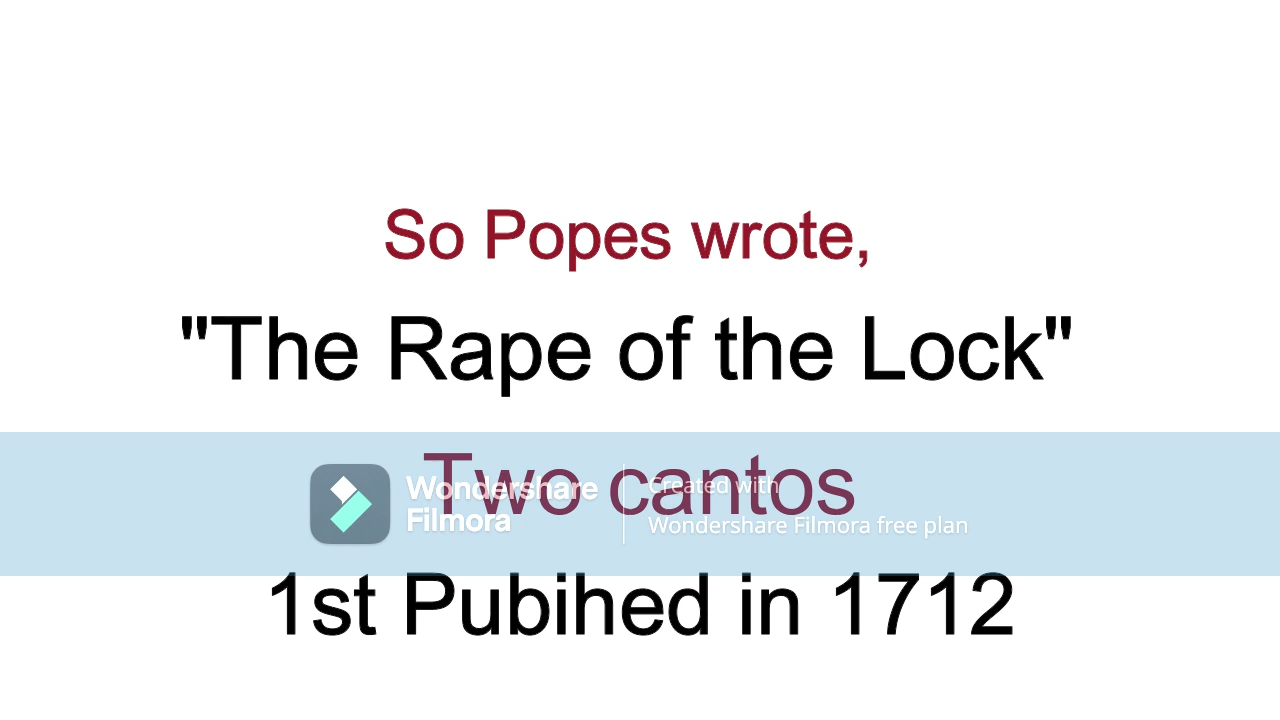 So Popes wrote,
"The Rape of the Lock"
Two cantos
Wondershare
Filmora
Created with
Wondershare Filmora free plan
1st Pubihed in 1712